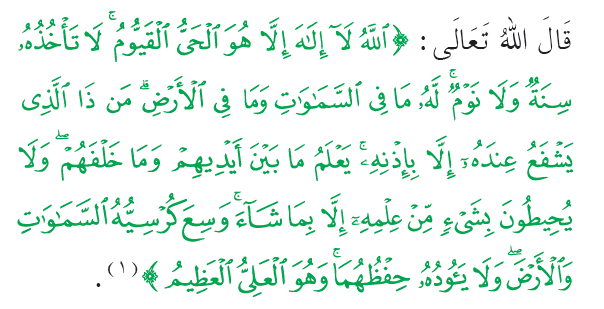 قَالَ اللهُ تَعَالَى: ﴿ٱللَّهُ لَآ إِلَٰهَ إِلَّا هُوَ ٱلۡحَيُّ ٱلۡقَيُّومُۚ لَا تَأۡخُذُهُۥ
سِنَةٞ وَلَا نَوۡمٞۚ لَّهُۥ مَا فِي ٱلسَّمَٰوَٰتِ وَمَا فِي ٱلۡأَرۡضِۗ مَن ذَا ٱلَّذِي
يَشۡفَعُ عِندَهُۥٓ إِلَّا بِإِذۡنِهِۦۚ يَعۡلَمُ مَا بَيۡنَ أَيۡدِيهِمۡ وَمَا خَلۡفَهُمۡۖ وَلَا
يُحِيطُونَ بِشَيۡءٖ مِّنۡ عِلۡمِهِۦٓ إِلَّا بِمَا شَآءَۚ وَسِعَ كُرۡسِيُّهُ ٱلسَّمَٰوَٰتِ
وَٱلۡأَرۡضَۖ وَلَا يَـُٔودُهُۥ حِفۡظُهُمَاۚ وَهُوَ ٱلۡعَلِيُّ ٱلۡعَظِيمُ﴾(١).